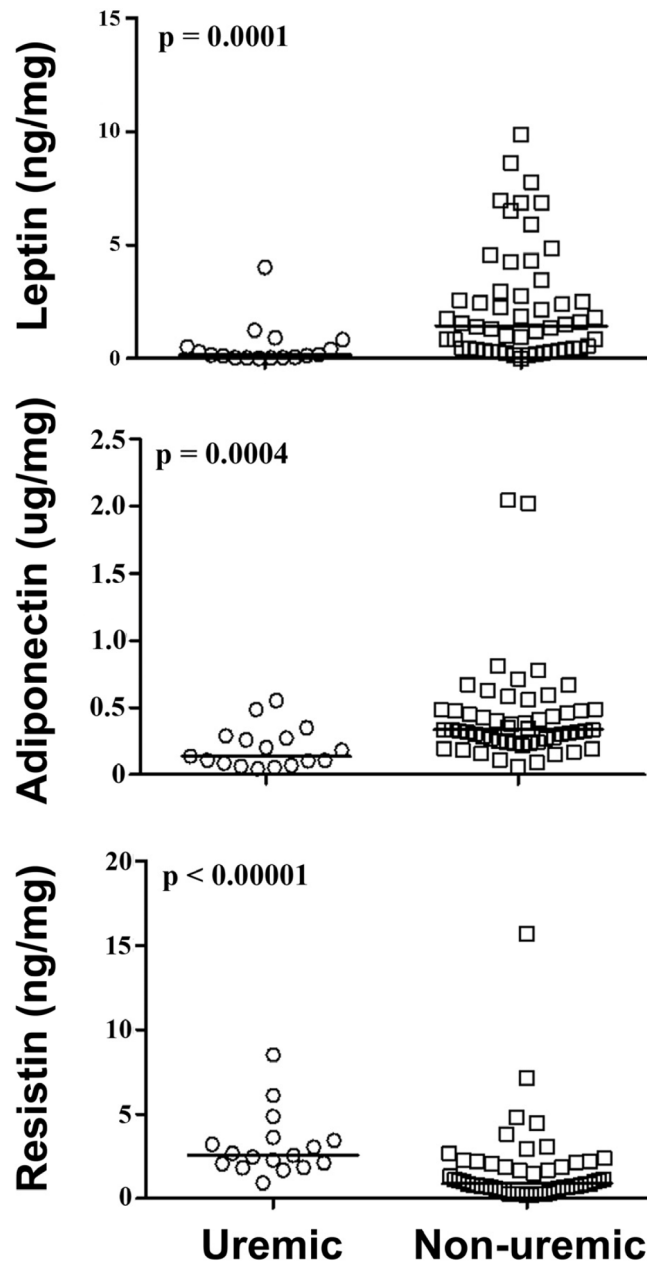 Leptin (ng/mg)
p = 0.0001
15
10
5
0
Adiponectin (ug/mg)
p = 0.0004
2.5
2.0
1.5
1.0
0.5
0
Resistin (ng/mg)
p < 0.00001
20
15
10
5
0
Uremic
Non-uremic